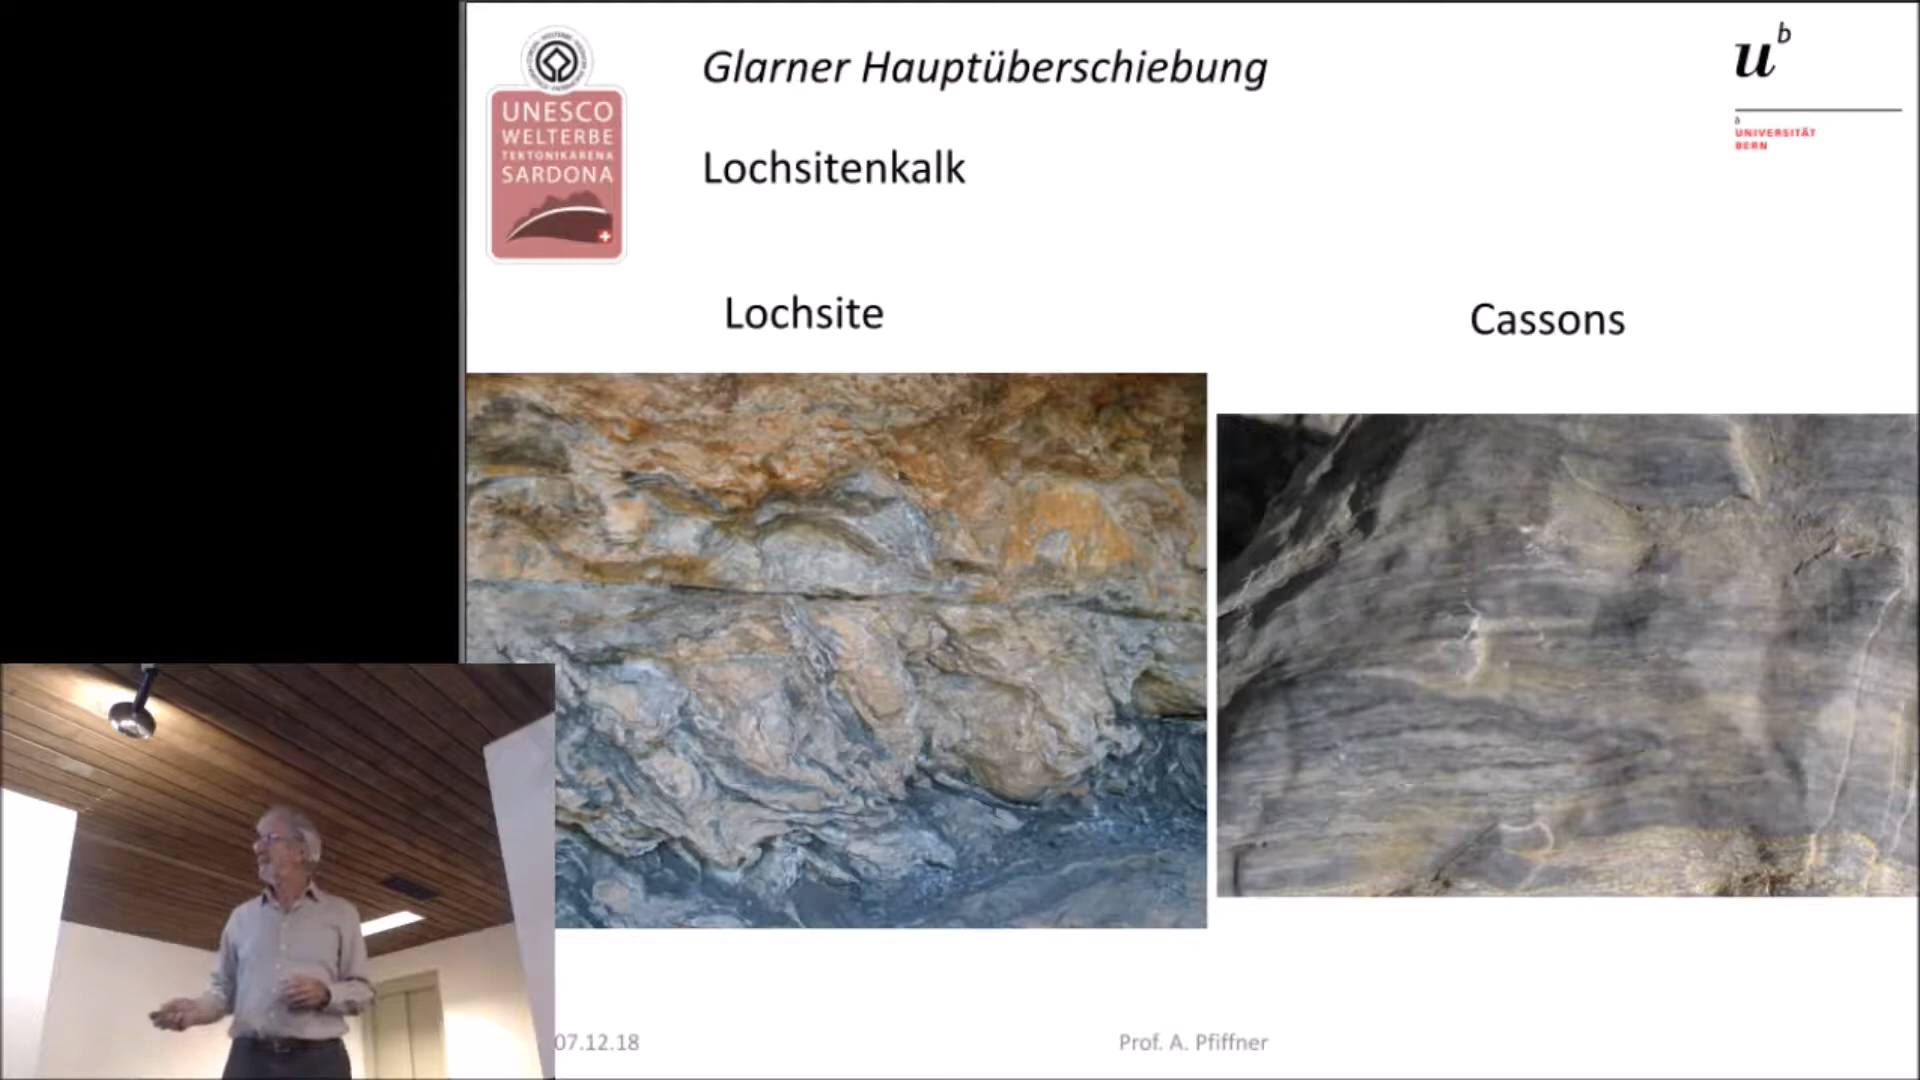 UNESCO
WELTERBE
TEKTONIKARENA
SARDONA
Glarner Hauptüberschiebung
Lochsitenkalk
u b
b
UNIVERSITÄT
BERN
Lochsite
Cassons
07.12.18
Prof. A. Pfiffner